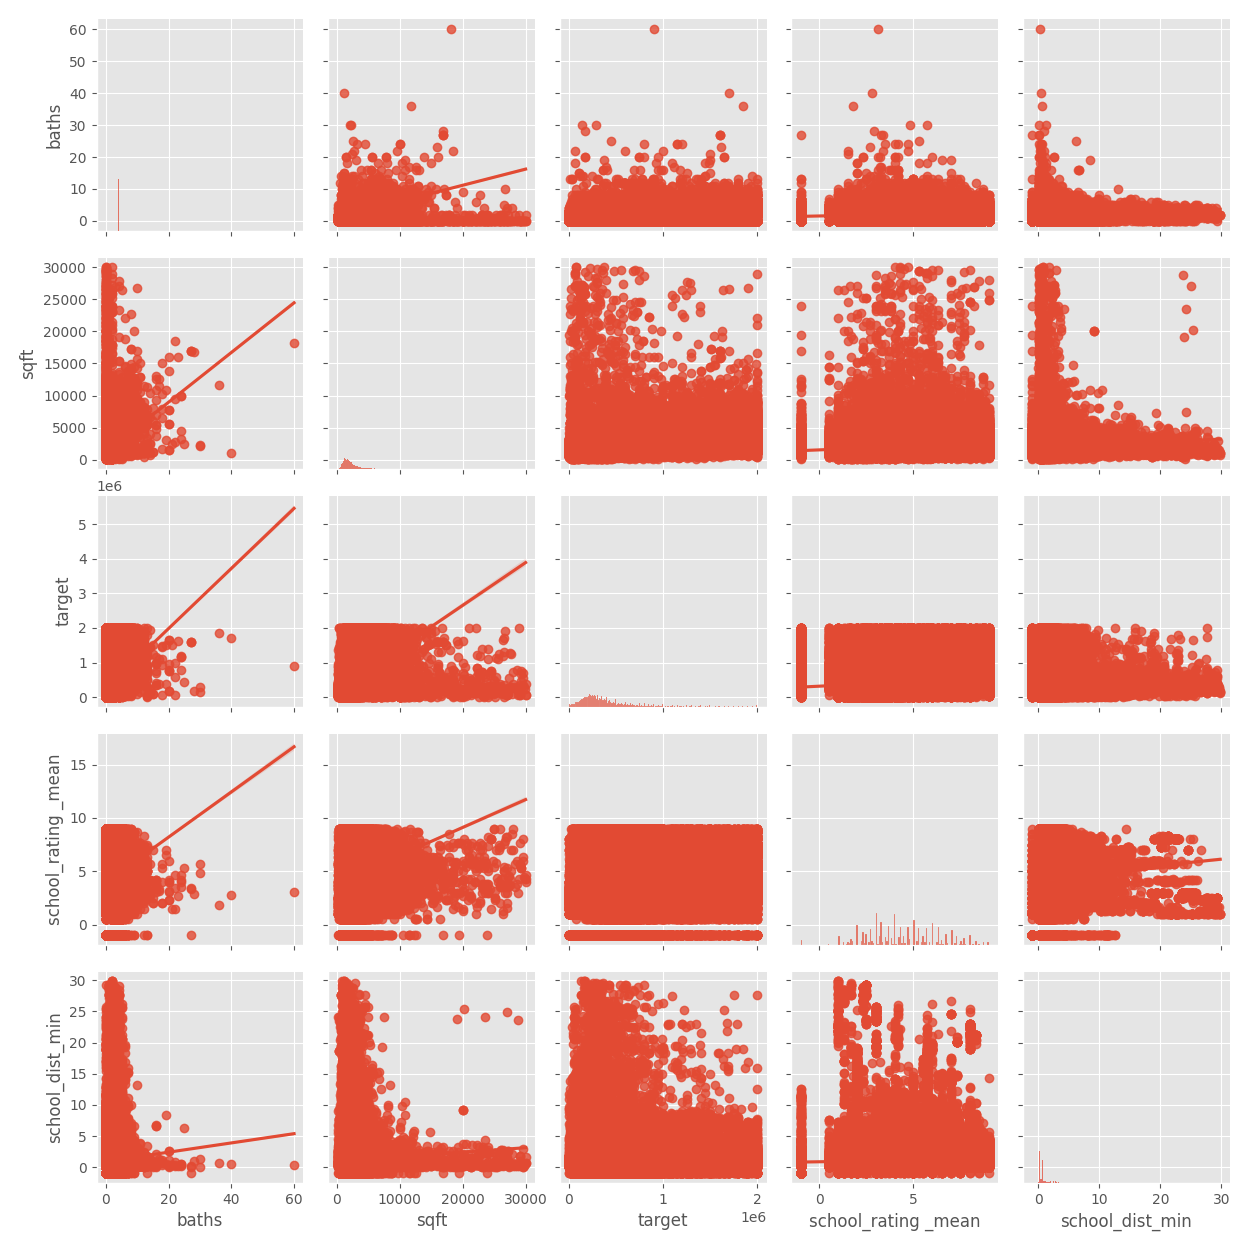 60
50
40
30
20
10
0
baths
30000
25000
20000
15000
10000
5000
0
sqft
1e6
5
4
3
2
1
0
target
15
10
5
0
school_rating _mean
30
25
20
15
10
5
0
school_dist_min
0 20 40 60
0 10000 20000 30000
0 1 2
0 5
0 10 20 30
1e6
baths sqft target school_rating _mean school_dist_min